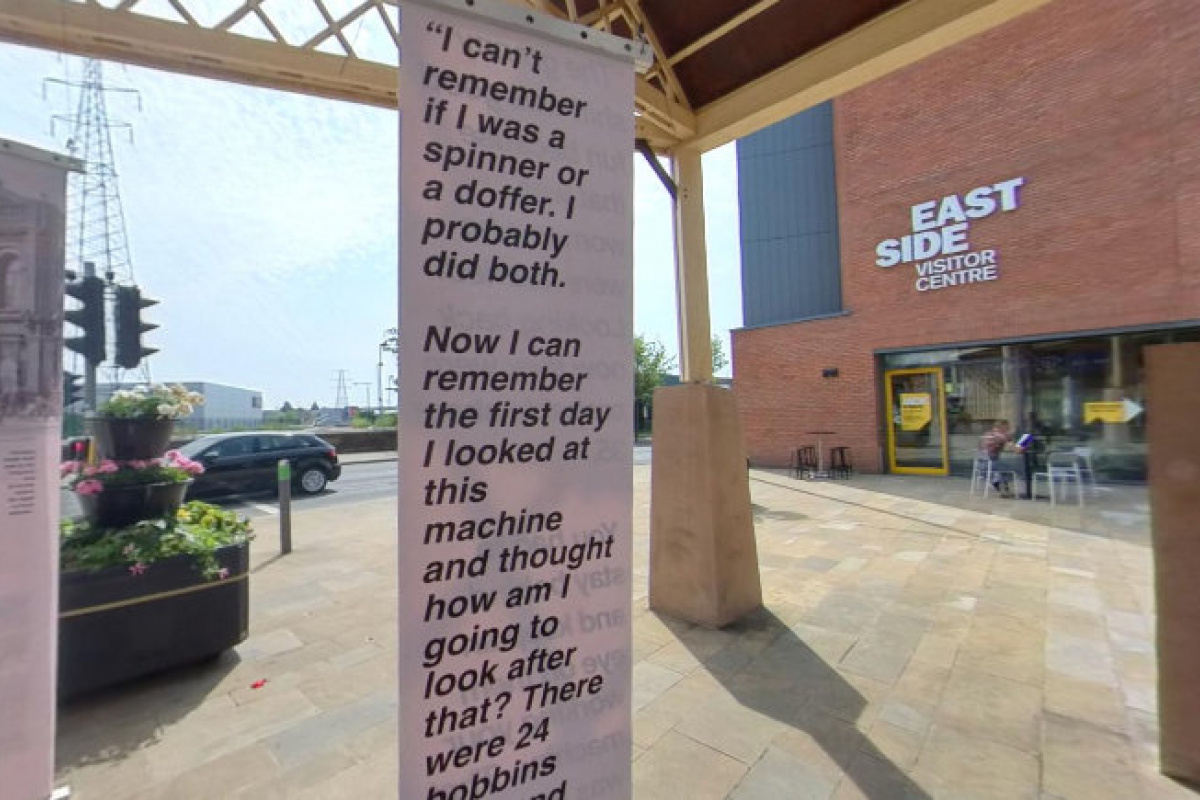 “I can’t
remember
if I was a
spinner or
a doffer. I
probably
did both.
Now I can
remember
the first day
I looked at
this
machine
and thought
how am I
going to
look after
that? There
were 24
bobbins
EAST
SIDE
VISITOR
CENTRE